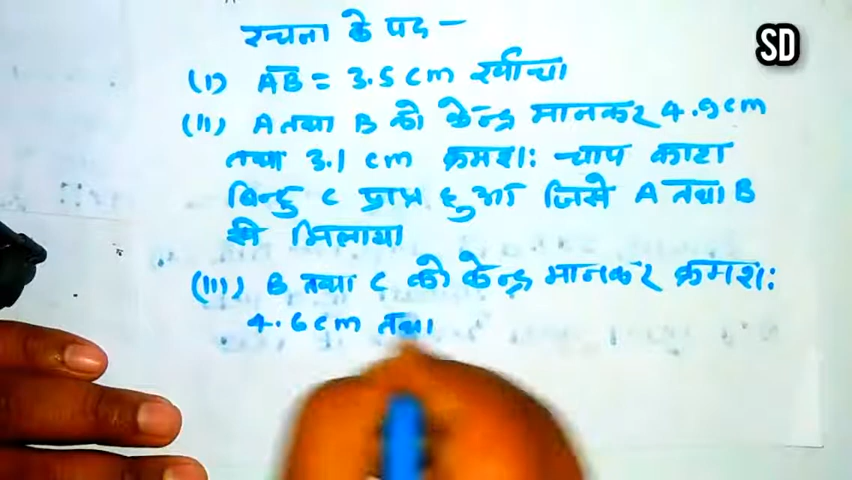 SD
रचना के पद -
(i) AB = 3.5 cm खींचा
(ii) A तथा B को केन्द्र मानकर 4.9 cm
तथा 3.1 cm क्रमशः चाप काटा
बिन्दु C प्राप्त हुआ जिसे A तथा B
से मिलाया
(iii) B तथा C को केन्द्र मानकर क्रमशः
4.6 cm तथा